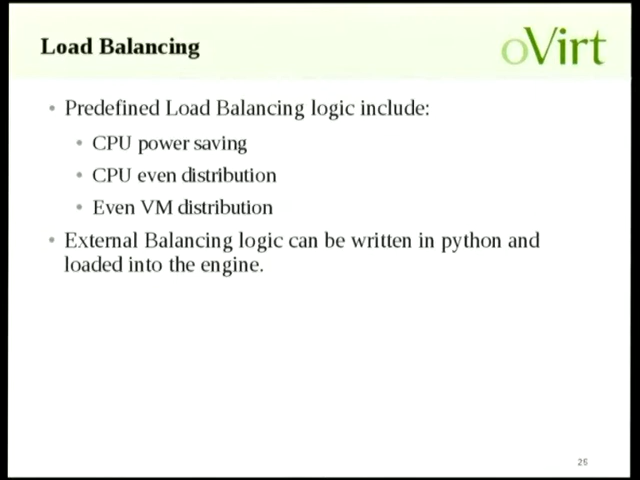 Load Balancing
oVirt
• Predefined Load Balancing logic include:
• CPU power saving
• CPU even distribution
• Even VM distribution
• External Balancing logic can be written in python and
loaded into the engine.
26